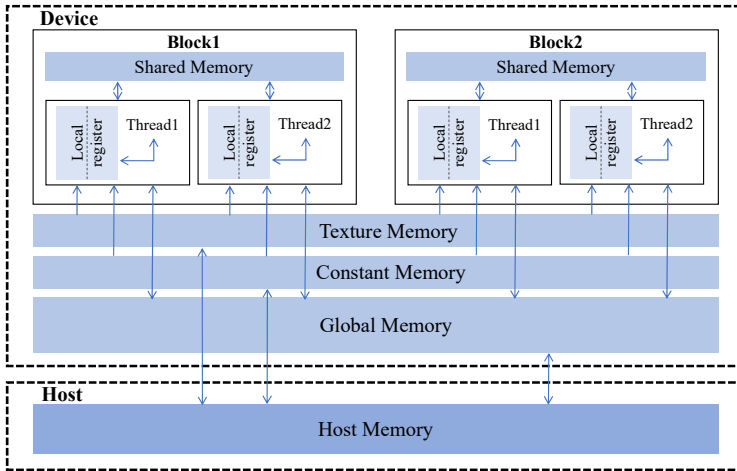 Device
Block1
Block2
Shared Memory
Shared Memory
Local
register
Thread1
Local
register
Thread2
Local
register
Thread1
Local
register
Thread2
Texture Memory
Constant Memory
Global Memory
Host
Host Memory